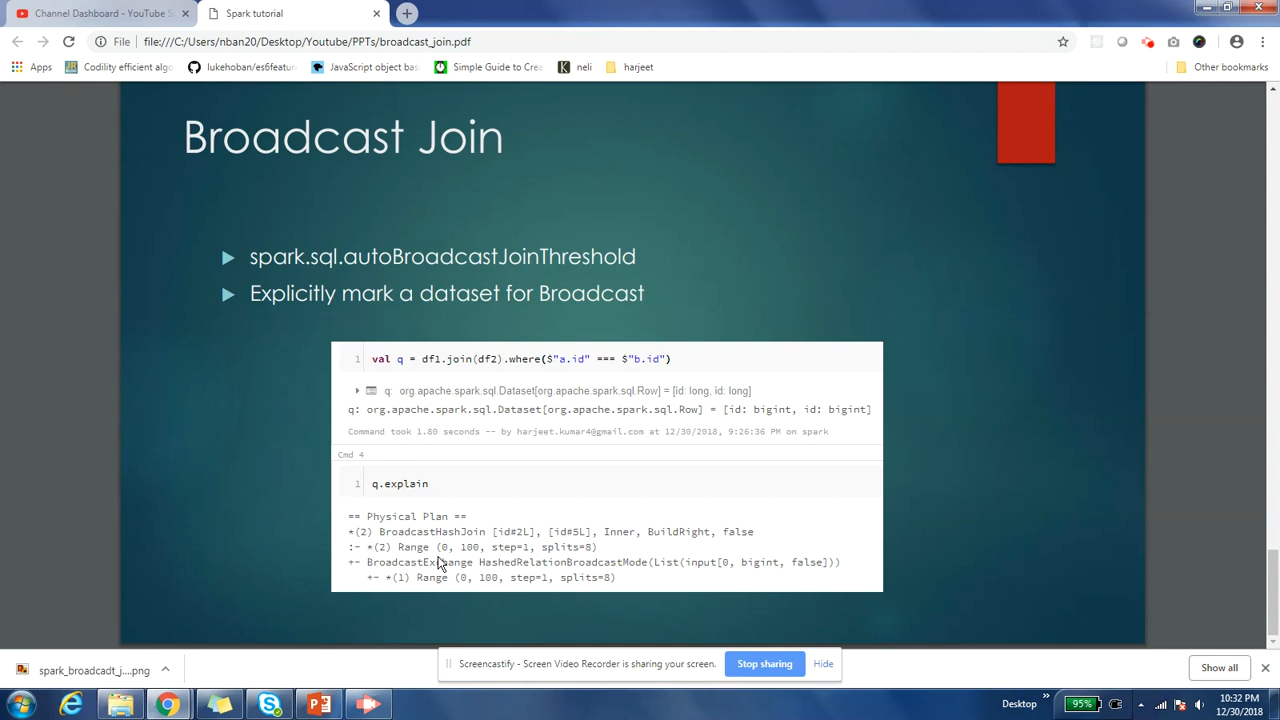 Channel Dashboard - YouTube S
Spark tutorial
File
file:///C:/Users/nban20/Desktop/Youtube/PPTs/broadcast_join.pdf
Apps
Codility efficient algo
lukehoban/es6featur
JavaScript object bas
Simple Guide to Crea
neli
harjeet
Other bookmarks
Broadcast Join
spark.sql.autoBroadcastJoinThreshold
Explicitly mark a dataset for Broadcast
1 val q = df1.join(df2).where($"a.id" === $"b.id")
q: org.apache.spark.sql.Dataset[org.apache.spark.sql.Row] = [id: long, id: long]
q: org.apache.spark.sql.Dataset[org.apache.spark.sql.Row] = [id: bigint, id: bigint]
Command took 1.80 seconds -- by harjeet.kumar4@gmail.com at 12/30/2018, 9:26:36 PM on spark
Cmd 4
1 q.explain
== Physical Plan ==
*(2) BroadcastHashJoin [id#2L], [id#5L], Inner, BuildRight, false
:- *(2) Range (0, 100, step=1, splits=8)
+- BroadcastExchange HashedRelationBroadcastMode(List(input[0, bigint, false]))
+- *(1) Range (0, 100, step=1, splits=8)
spark_broadcadt_j....png
Screencastify - Screen Video Recorder is sharing your screen.
Stop sharing
Hide
Show all
Desktop
95%
10:32 PM
12/30/2018